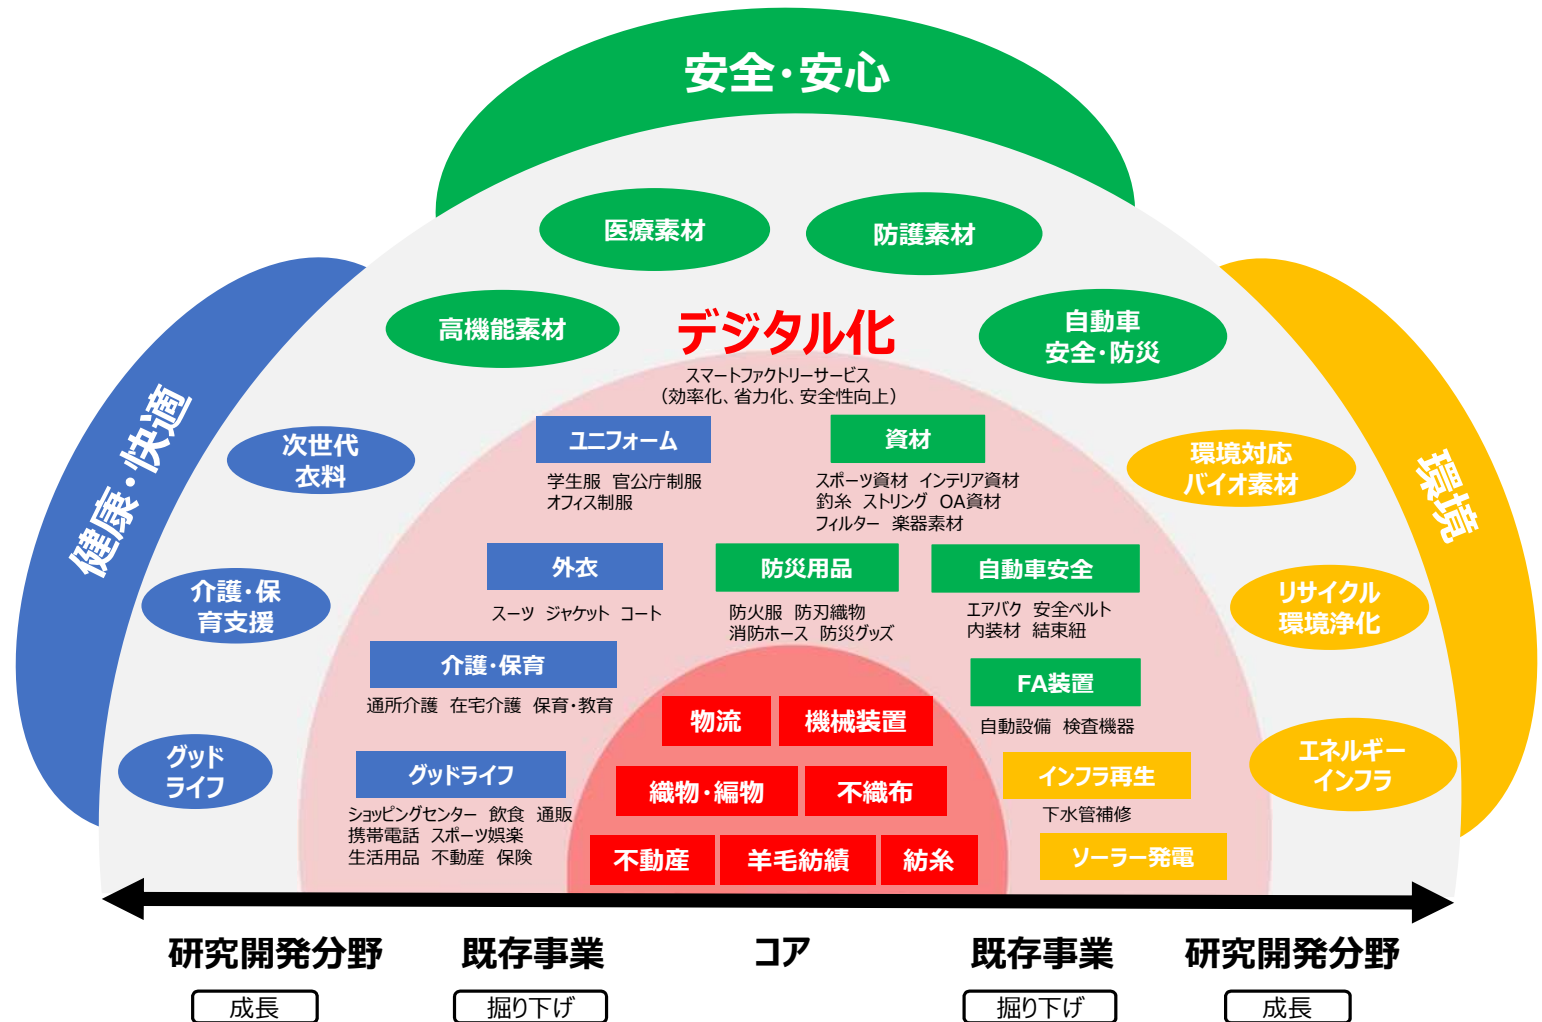 安全・安心
医療素材
防護素材
高機能素材
デジタル化
自動車
安全・防災
スマートファクトリーサービス
（効率化、省力化、安全性向上）
健康・快適
環境
次世代
衣料
ユニフォーム
学生服 官公庁制服
オフィス制服
資材
スポーツ資材 インテリア資材
釣糸 ストリング OA資材
フィルター 楽器素材
環境対応
バイオ素材
外衣
スーツ ジャケット コート
防災用品
防火服 防刃織物
消防ホース 防災グッズ
自動車安全
エアバク 安全ベルト
内装材 結束紐
介護・保
育支援
リサイクル
環境浄化
介護・保育
通所介護 在宅介護 保育・教育
FA装置
自動設備 検査機器
物流
機械装置
グッド
ライフ
グッドライフ
ショッピングセンター 飲食 通販
携帯電話 スポーツ娯楽
生活用品 不動産 保険
織物・編物
不織布
インフラ再生
下水管補修
エネルギー
インフラ
不動産
羊毛紡績
紡糸
ソーラー発電
研究開発分野
既存事業
コア
既存事業
研究開発分野
成長
掘り下げ
掘り下げ
成長